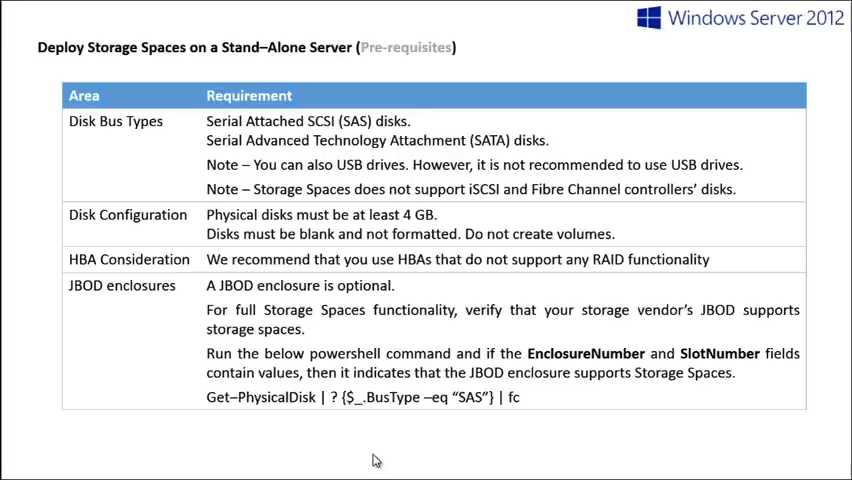 Windows Server 2012
Deploy Storage Spaces on a Stand–Alone Server (Pre-requisites)
Area Requirement
Disk Bus Types Serial Attached SCSI (SAS) disks.
Serial Advanced Technology Attachment (SATA) disks.
Note – You can also USB drives. However, it is not recommended to use USB drives.
Note – Storage Spaces does not support iSCSI and Fibre Channel controllers’ disks.
Disk Configuration Physical disks must be at least 4 GB.
Disks must be blank and not formatted. Do not create volumes.
HBA Consideration We recommend that you use HBAs that do not support any RAID functionality
JBOD enclosures A JBOD enclosure is optional.
For full Storage Spaces functionality, verify that your storage vendor’s JBOD supports
storage spaces.
Run the below powershell command and if the EnclosureNumber and SlotNumber fields
contain values, then it indicates that the JBOD enclosure supports Storage Spaces.
Get–PhysicalDisk | ? {$_.BusType –eq “SAS”} | fc